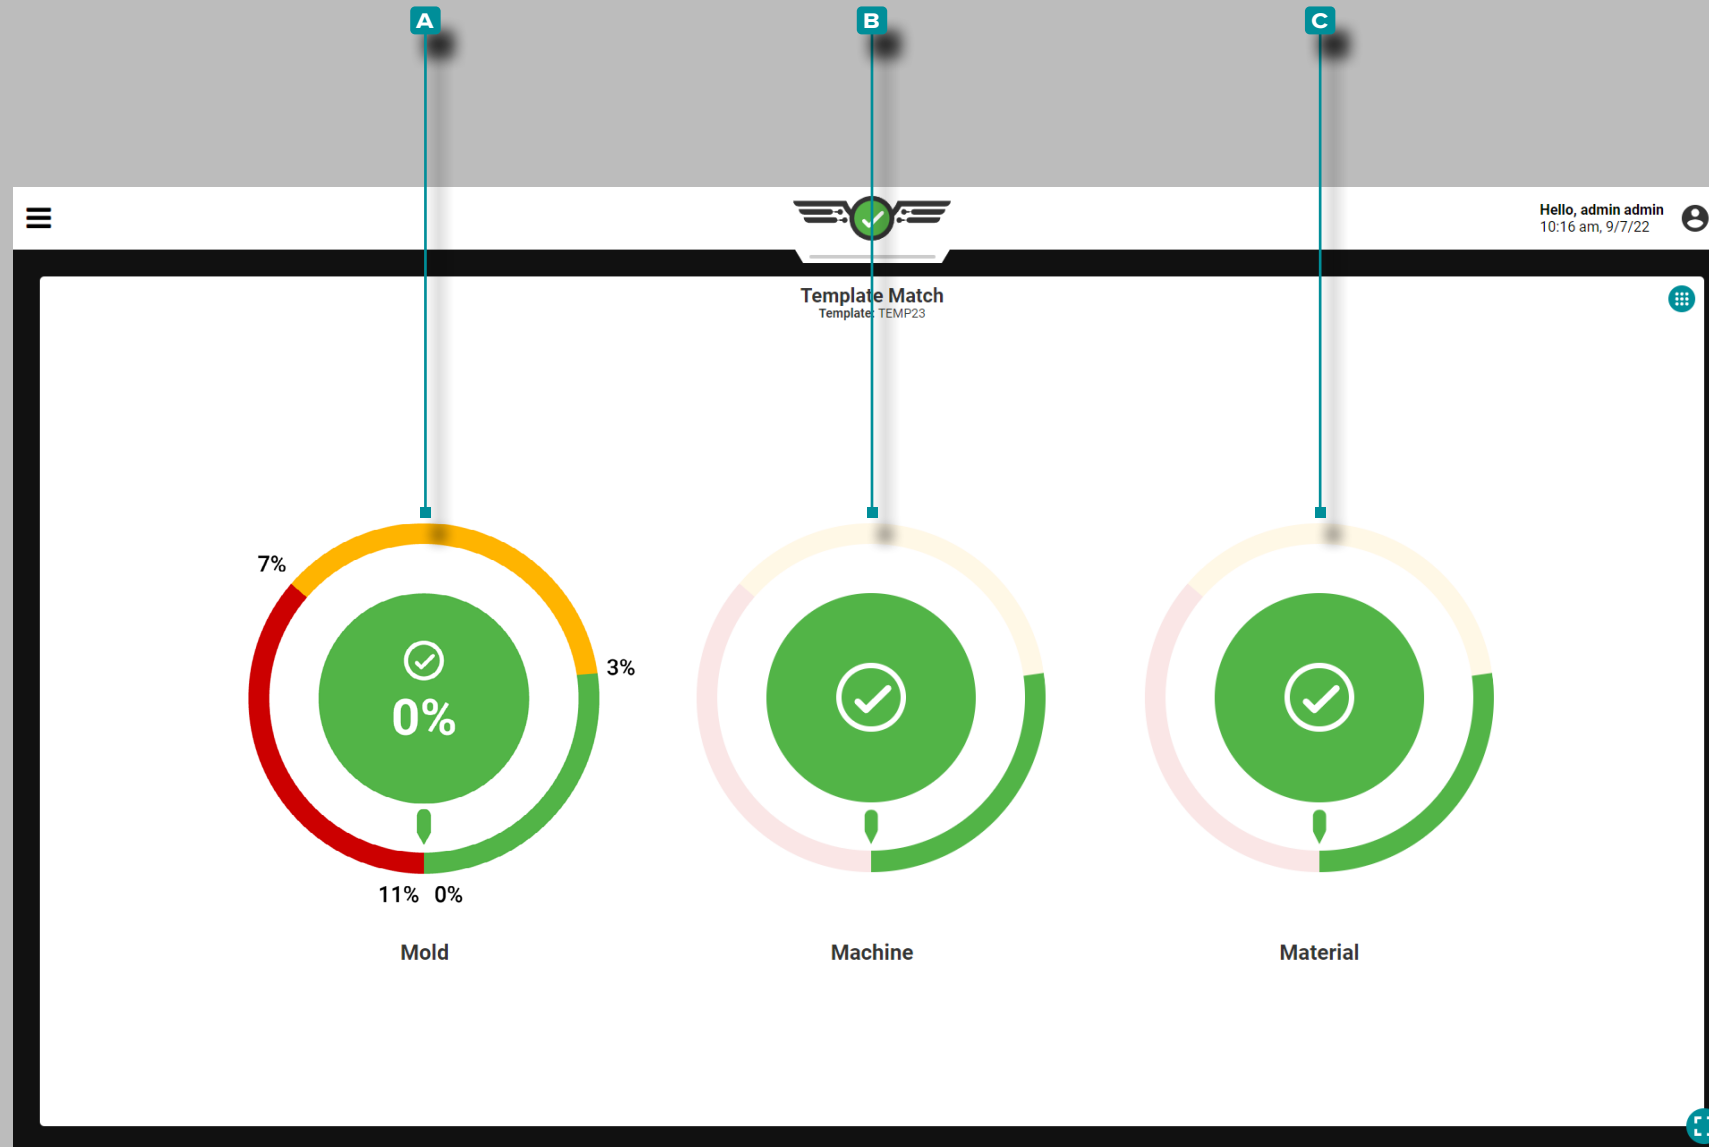 A
B
C
Hello, admin admin
10:16 am, 9/7/22
Template Match
Template: TEMP23
7%
3%
0%
11% 0%
Mold
Machine
Material